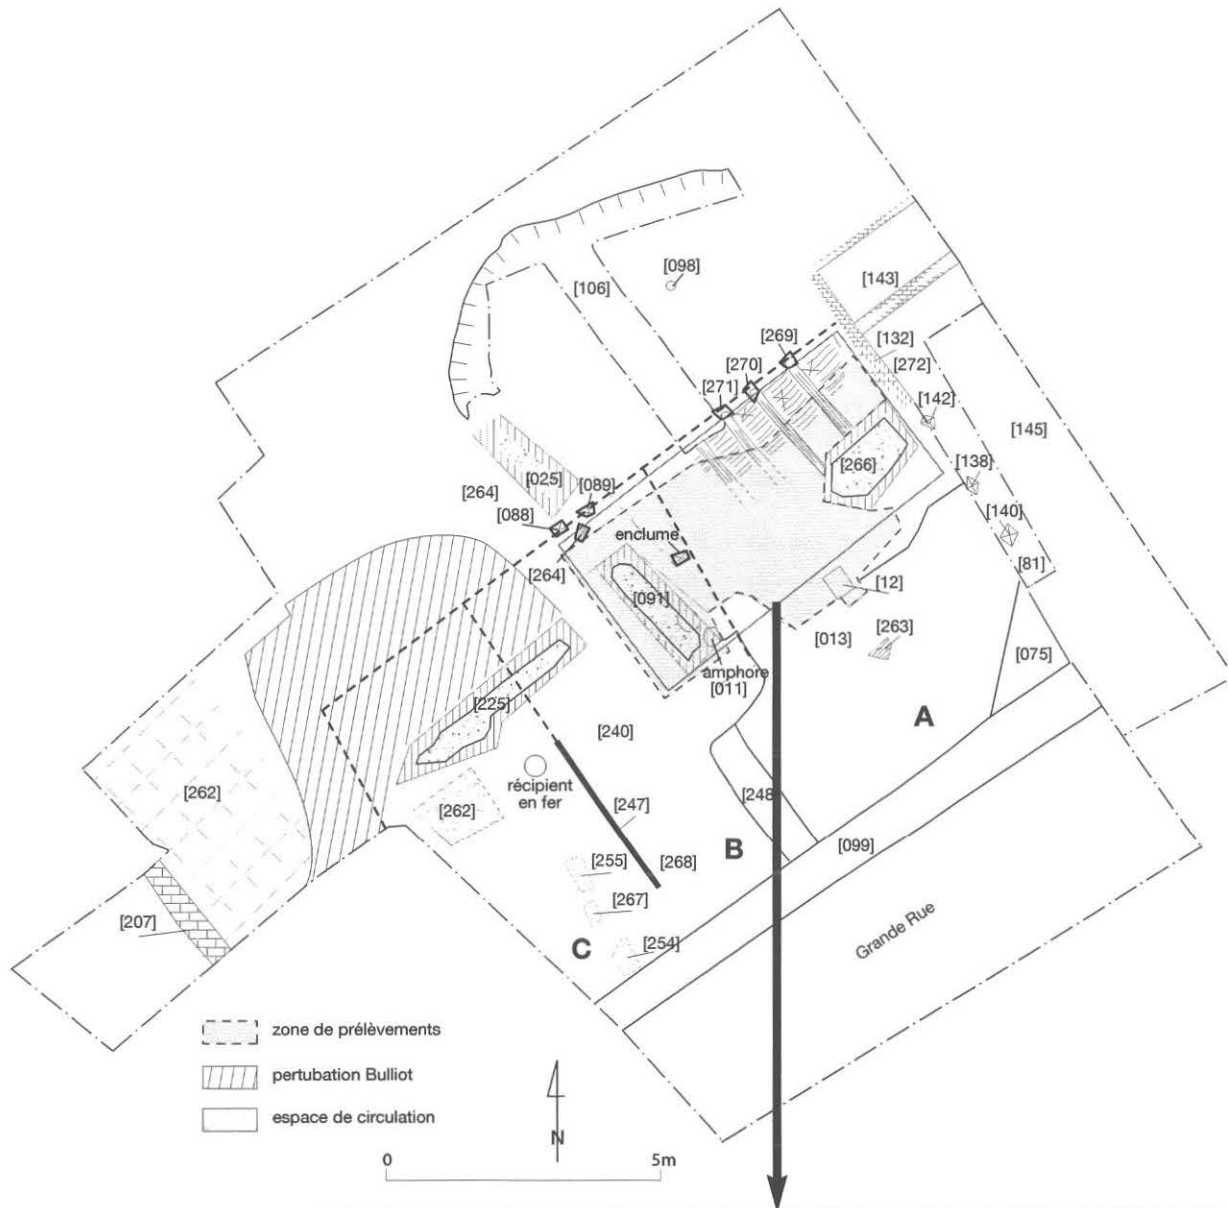 [098]
[106]
[143]
[269]
[132]
[270]
[272]
[271]
[142]
[145]
[266]
[138]
[025]
[264]
[089]
[088]
[140]
enclume
[81]
[264]
[12]
[091]
[263]
[013]
[075]
amphore
[011]
[225]
A
[240]
récipient
en fer
[262]
[248]
[262]
[247]
B
[099]
[255]
[268]
[267]
[207]
Grande Rue
C
[254]
zone de prélèvements
pertubation Bulliot
espace de circulation
N
0
5m